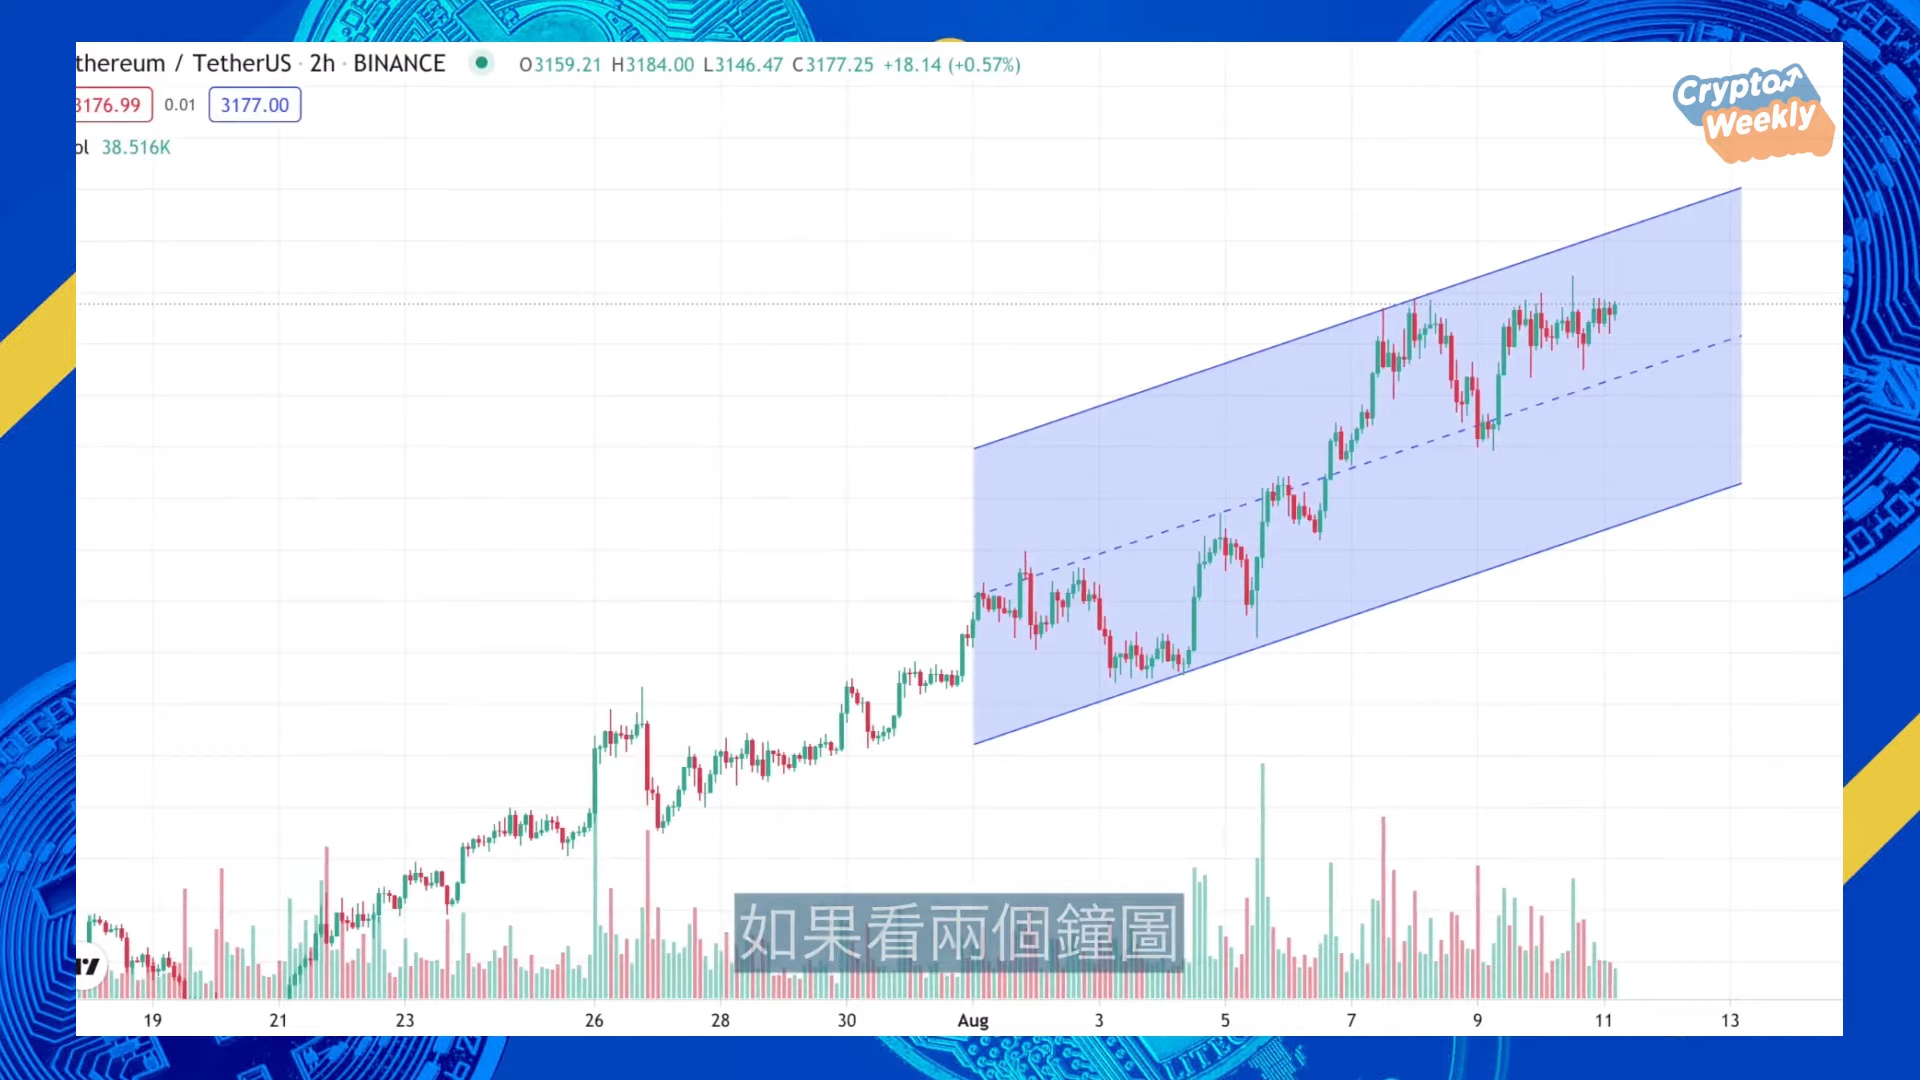 thereum / TetherUS · 2h · BINANCE O3159.21 H3184.00 L3146.47 C3177.25 +18.14 (+0.57%)
3176.99 0.01 3177.00
ol 38.516K
Crypto
Weekly
如果看兩個鐘圖
19 21 23 26 28 30 Aug 3 5 7 9 11 13